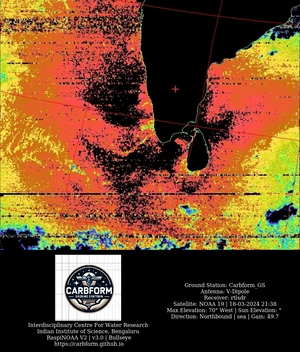 CARBFORM
GROUND STATION
Interdisciplinary Centre For Water Research
Indian Institute of Science, Bengaluru
RaspiNOAA V2 | v3.0 | Bullseye
https://carbform.github.io
Ground Station: Carbform_GS
Antenna: V-Dipole
Receiver: rtlsdr
Satellite: NOAA 19 | 18-03-2024 21:38
Max Elevation: 70° West | Sun Elevation: °
Direction: Northbound | sea | Gain: 49.7